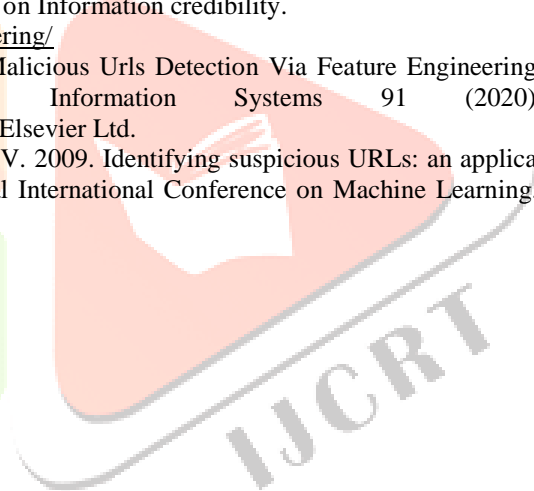 on Information credibility.
ering/
Malicious Urls Detection Via Feature Engineering
Information Systems 91 (2020)
Elsevier Ltd.
V. 2009. Identifying suspicious URLs: an applica
al International Conference on Machine Learning
IJCRT